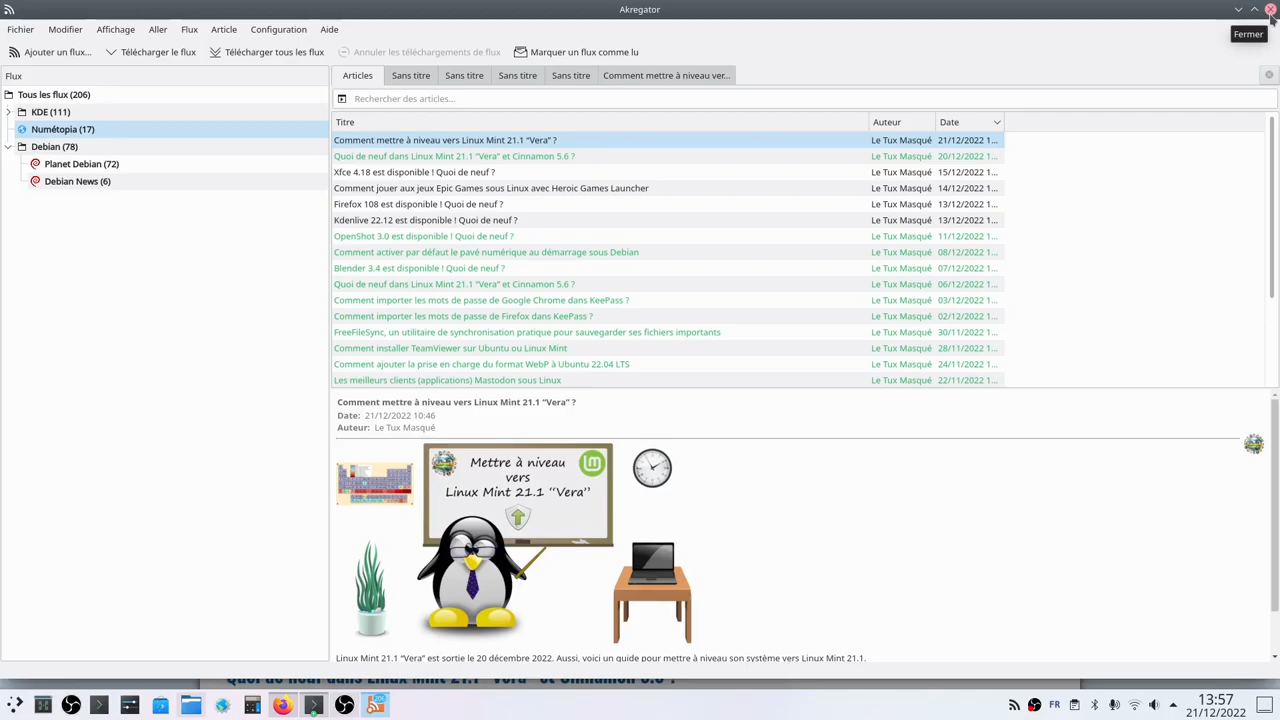 Akregator
Fichier Modifier Affichage Aller Flux Article Configuration Aide
Fermer
Ajouter un flux... Télécharger le flux Télécharger tous les flux Annuler les téléchargements de flux Marquer un flux comme lu
Flux
Tous les flux (206)
KDE (111)
Numétopia (17)
Debian (78)
Planet Debian (72)
Debian News (6)
Articles Sans titre Sans titre Sans titre Sans titre Comment mettre à niveau ver...
Rechercher des articles...
Titre Auteur Date
Comment mettre à niveau vers Linux Mint 21.1 “Vera” ? Le Tux Masqué 21/12/2022 1...
Quoi de neuf dans Linux Mint 21.1 “Vera” et Cinnamon 5.6 ? Le Tux Masqué 20/12/2022 1...
Xfce 4.18 est disponible ! Quoi de neuf ? Le Tux Masqué 15/12/2022 1...
Comment jouer aux jeux Epic Games sous Linux avec Heroic Games Launcher Le Tux Masqué 14/12/2022 1...
Firefox 108 est disponible ! Quoi de neuf ? Le Tux Masqué 13/12/2022 1...
Kdenlive 22.12 est disponible ! Quoi de neuf ? Le Tux Masqué 13/12/2022 1...
OpenShot 3.0 est disponible ! Quoi de neuf ? Le Tux Masqué 11/12/2022 1...
Comment activer par défaut le pavé numérique au démarrage sous Debian Le Tux Masqué 08/12/2022 1...
Blender 3.4 est disponible ! Quoi de neuf ? Le Tux Masqué 07/12/2022 1...
Quoi de neuf dans Linux Mint 21.1 “Vera” et Cinnamon 5.6 ? Le Tux Masqué 06/12/2022 1...
Comment importer les mots de passe de Google Chrome dans KeePass ? Le Tux Masqué 03/12/2022 1...
Comment importer les mots de passe de Firefox dans KeePass ? Le Tux Masqué 02/12/2022 1...
FreeFileSync, un utilitaire de synchronisation pratique pour sauvegarder ses fichiers importants Le Tux Masqué 30/11/2022 1...
Comment installer TeamViewer sur Ubuntu ou Linux Mint Le Tux Masqué 28/11/2022 1...
Comment ajouter la prise en charge du format WebP à Ubuntu 22.04 LTS Le Tux Masqué 24/11/2022 1...
Les meilleurs clients (applications) Mastodon sous Linux Le Tux Masqué 22/11/2022 1...
Comment mettre à niveau vers Linux Mint 21.1 “Vera” ?
Date: 21/12/2022 10:46
Auteur: Le Tux Masqué
Mettre à niveau
vers
Linux Mint 21.1 “Vera”
Linux Mint 21.1 “Vera” est sortie le 20 décembre 2022. Aussi, voici un guide pour mettre à niveau son système vers Linux Mint 21.1.
FR
13:57
21/12/2022